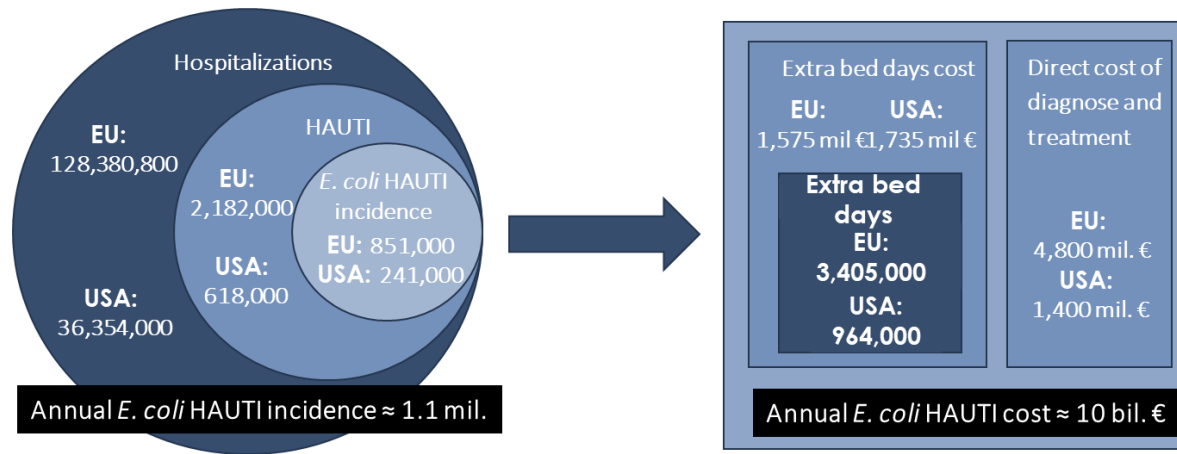 Hospitalizations
EU:
128,380,800
USA:
36,354,000
HAUTI
EU:
2,182,000
USA:
618,000
E. coli HAUTI
incidence
EU: 851,000
USA: 241,000
Annual E. coli HAUTI incidence ≈ 1.1 mil.
Extra bed days cost
EU: USA:
1,575 mil €1,735 mil €
Extra bed
days
EU:
3,405,000
USA:
964,000
Direct cost of
diagnose and
treatment
EU:
4,800 mil. €
USA:
1,400 mil. €
Annual E. coli HAUTI cost ≈ 10 bil. €